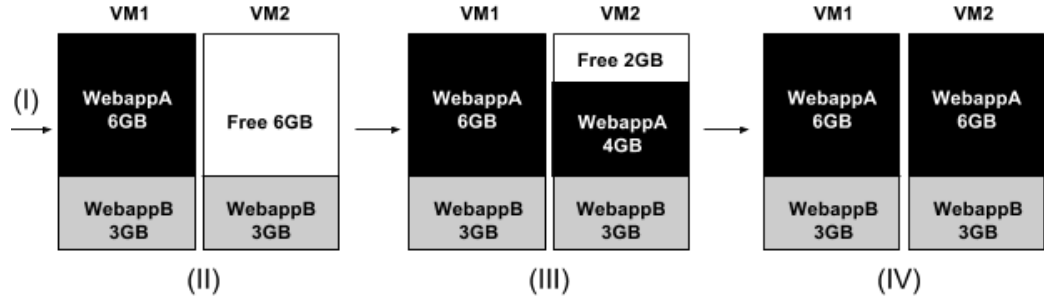 VM1 VM2 VM1 VM2 VM1 VM2
(I)
WebappA
6GB
Free 6GB
WebappB
3GB
WebappB
3GB
(II)
WebappA
6GB
Free 2GB
WebappA
4GB
WebappB
3GB
WebappB
3GB
(III)
WebappA
6GB
WebappA
6GB
WebappB
3GB
WebappB
3GB
(IV)